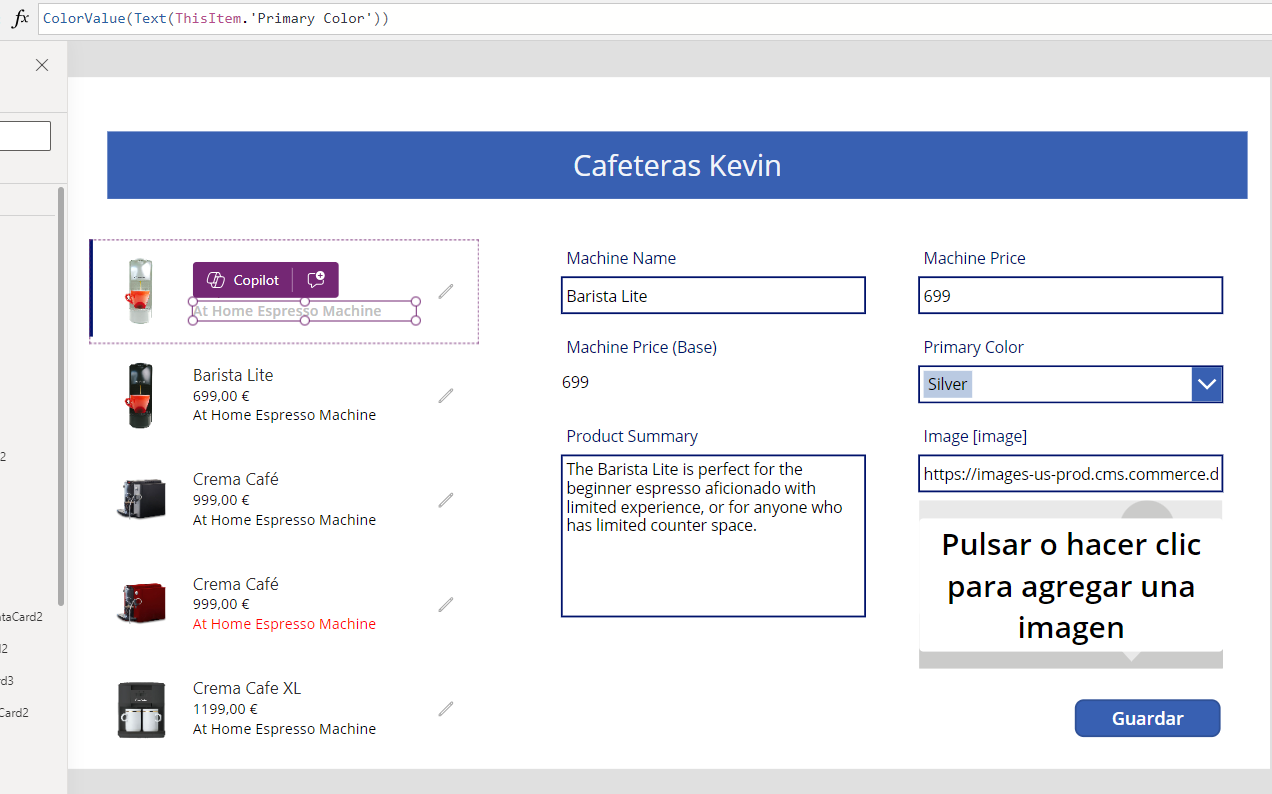 fx
ColorValue(Text(ThisItem.'Primary Color'))
Cafeteras Kevin
Copilot
At Home Espresso Machine
Barista Lite
699,00 €
At Home Espresso Machine
Crema Café
999,00 €
At Home Espresso Machine
Crema Café
999,00 €
At Home Espresso Machine
Crema Cafe XL
1199,00 €
At Home Espresso Machine
Machine Name
Barista Lite
Machine Price
699
Machine Price (Base)
699
Primary Color
Silver
Product Summary
The Barista Lite is perfect for the
beginner espresso aficionado with
limited experience, or for anyone who
has limited counter space.
Image [image]
https://images-us-prod.cms.commerce.d
Pulsar o hacer clic
para agregar una
imagen
Guardar
2
taCard2
d2
rd3
Card2